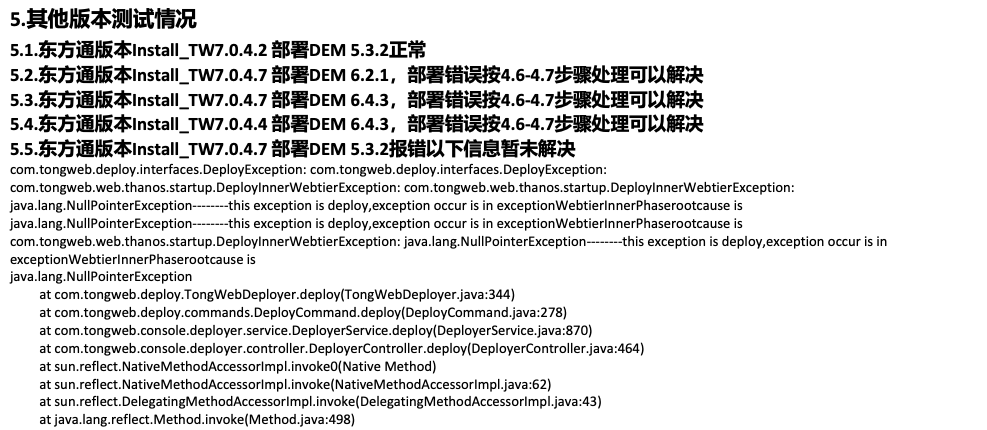 5.其他版本测试情况
5.1.东方通版本Install_TW7.0.4.2 部署DEM 5.3.2正常
5.2.东方通版本Install_TW7.0.4.7 部署DEM 6.2.1，部署错误按4.6-4.7步骤处理可以解决
5.3.东方通版本Install_TW7.0.4.7 部署DEM 6.4.3，部署错误按4.6-4.7步骤处理可以解决
5.4.东方通版本Install_TW7.0.4.4 部署DEM 6.4.3，部署错误按4.6-4.7步骤处理可以解决
5.5.东方通版本Install_TW7.0.4.7 部署DEM 5.3.2报错以下信息暂未解决
com.tongweb.deploy.interfaces.DeployException: com.tongweb.deploy.interfaces.DeployException:
com.tongweb.web.thanos.startup.DeployInnerWebtierException: com.tongweb.web.thanos.startup.DeployInnerWebtierException:
java.lang.NullPointerException--------this exception is deploy,exception occur is in exceptionWebtierInnerPhaserootcause is
java.lang.NullPointerException--------this exception is deploy,exception occur is in exceptionWebtierInnerPhaserootcause is
com.tongweb.web.thanos.startup.DeployInnerWebtierException: java.lang.NullPointerException--------this exception is deploy,exception occur is in
exceptionWebtierInnerPhaserootcause is
java.lang.NullPointerException
at com.tongweb.deploy.TongWebDeployer.deploy(TongWebDeployer.java:344)
at com.tongweb.deploy.commands.DeployCommand.deploy(DeployCommand.java:278)
at com.tongweb.console.deployer.service.DeployerService.deploy(DeployerService.java:870)
at com.tongweb.console.deployer.controller.DeployerController.deploy(DeployerController.java:464)
at sun.reflect.NativeMethodAccessorImpl.invoke0(Native Method)
at sun.reflect.NativeMethodAccessorImpl.invoke(NativeMethodAccessorImpl.java:62)
at sun.reflect.DelegatingMethodAccessorImpl.invoke(DelegatingMethodAccessorImpl.java:43)
at java.lang.reflect.Method.invoke(Method.java:498)